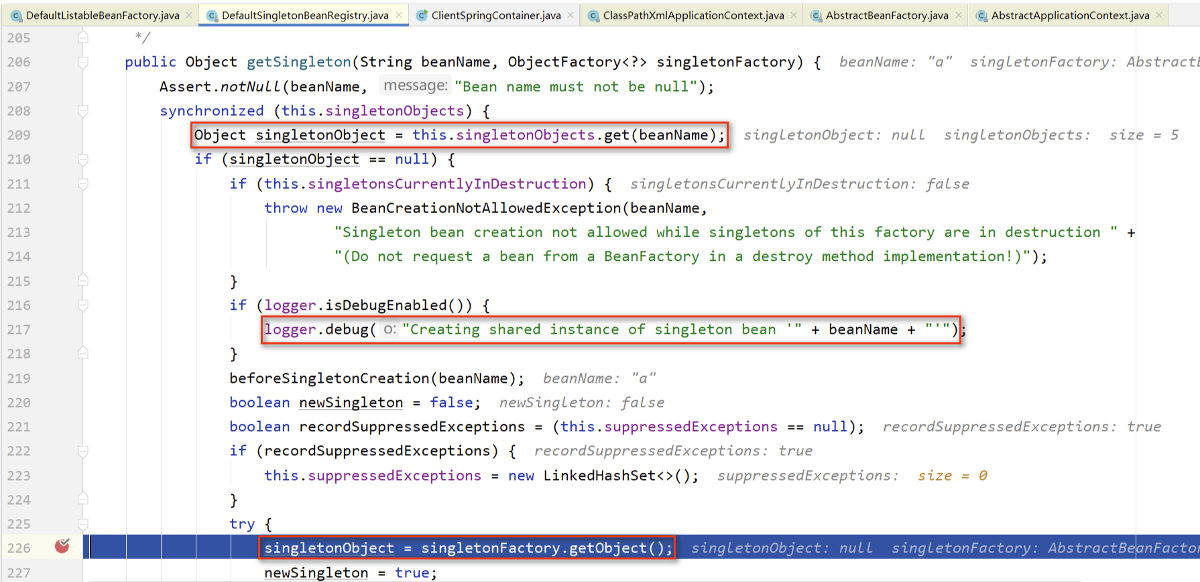 DefaultListableBeanFactory.java × DefaultSingletonBeanRegistry.java × ClientSpringContainer.java × ClassPathXmlApplicationContext.java × AbstractBeanFactory.java × AbstractApplicationContext.java ×
205 */
206 public Object getSingleton(String beanName, ObjectFactory<?> singletonFactory) { beanName: "a" singletonFactory: AbstractB
207 Assert.notNull(beanName, message: "Bean name must not be null");
208 synchronized (this.singletonObjects) {
209 Object singletonObject = this.singletonObjects.get(beanName); singletonObject: null singletonObjects: size = 5
210 if (singletonObject == null) {
211 if (this.singletonsCurrentlyInDestruction) { singletonsCurrentlyInDestruction: false
212 throw new BeanCreationNotAllowedException(beanName,
213 "Singleton bean creation not allowed while singletons of this factory are in destruction " +
214 "(Do not request a bean from a BeanFactory in a destroy method implementation!)");
215 }
216 if (logger.isDebugEnabled()) {
217 logger.debug( o: "Creating shared instance of singleton bean '" + beanName + "'");
218 }
219 beforeSingletonCreation(beanName); beanName: "a"
220 boolean newSingleton = false; newSingleton: false
221 boolean recordSuppressedExceptions = (this.suppressedExceptions == null); recordSuppressedExceptions: true
222 if (recordSuppressedExceptions) { recordSuppressedExceptions: true
223 this.suppressedExceptions = new LinkedHashSet<>(); suppressedExceptions: size = 0
224 }
225 try {
226 singletonObject = singletonFactory.getObject(); singletonObject: null singletonFactory: AbstractBeanFacto
227 newSingleton = true;